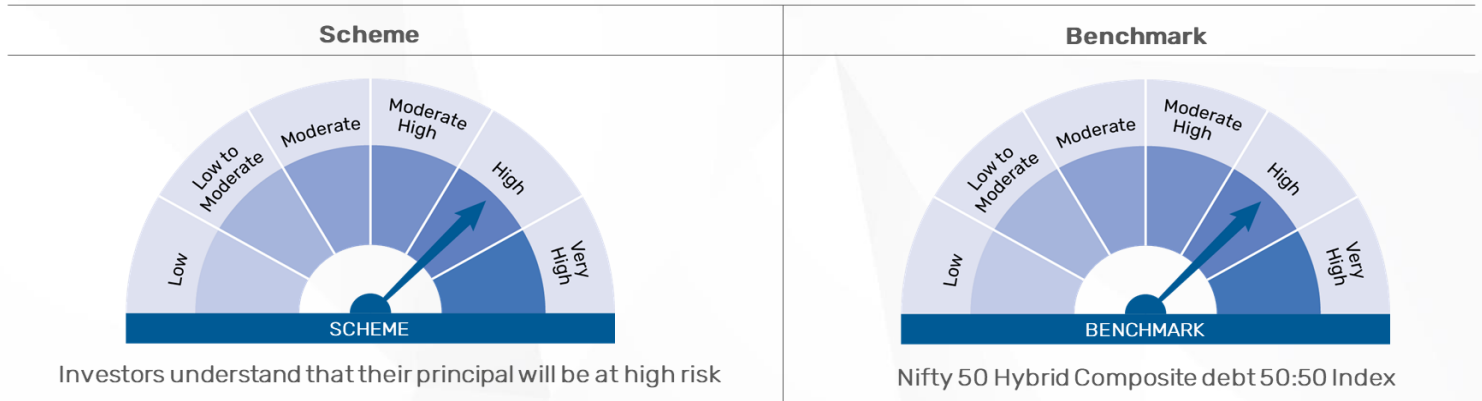 Scheme
Benchmark
Low
Low to
Moderate
Moderate
Moderate
High
High
Very
High
SCHEME
Investors understand that their principal will be at high risk
Low
Low to
Moderate
Moderate
Moderate
High
High
Very
High
BENCHMARK
Nifty 50 Hybrid Composite debt 50:50 Index